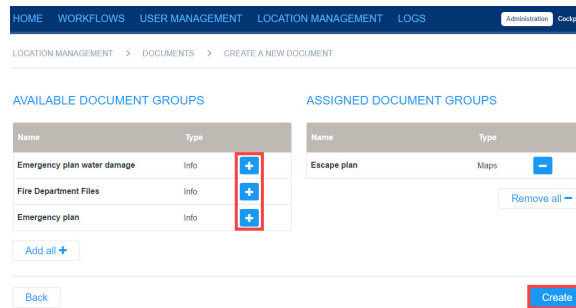 HOME WORKFLOWS USER MANAGEMENT LOCATION MANAGEMENT LOGS Administration
LOCATION MANAGEMENT > DOCUMENTS > CREATE A NEW DOCUMENT
AVAILABLE DOCUMENT GROUPS
Name Type
Emergency plan water damage Info +
Fire Department Files Info +
Emergency plan Info +
Add all +
ASSIGNED DOCUMENT GROUPS
Name Type
Escape plan Maps −
Remove all −
Back
Create